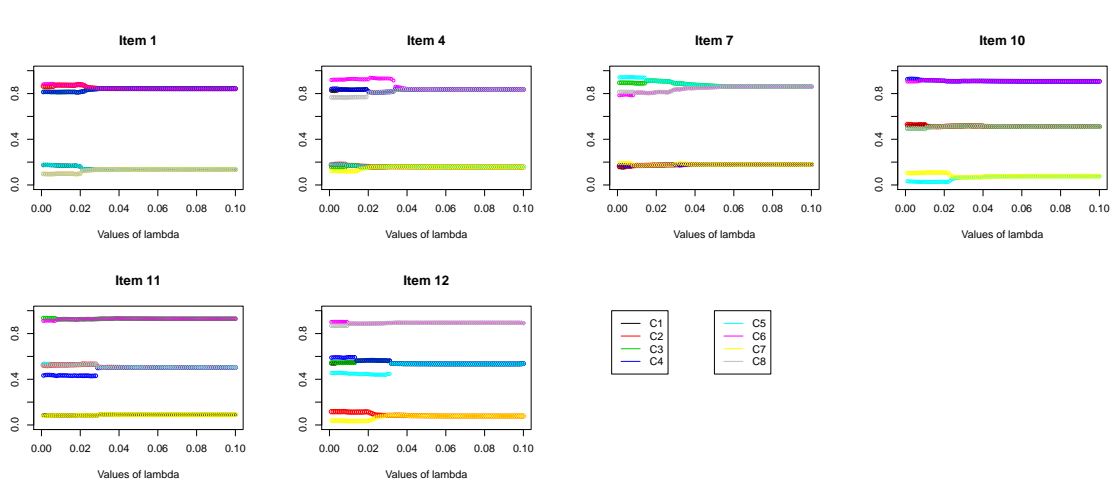 Item 1
0.0 0.4 0.8
0.00 0.02 0.04 0.06 0.08 0.10
Values of lambda
Item 4
0.0 0.4 0.8
0.00 0.02 0.04 0.06 0.08 0.10
Values of lambda
Item 7
0.0 0.4 0.8
0.00 0.02 0.04 0.06 0.08 0.10
Values of lambda
Item 10
0.0 0.4 0.8
0.00 0.02 0.04 0.06 0.08 0.10
Values of lambda
Item 11
0.0 0.4 0.8
0.00 0.02 0.04 0.06 0.08 0.10
Values of lambda
Item 12
0.0 0.4 0.8
0.00 0.02 0.04 0.06 0.08 0.10
Values of lambda
C1
C2
C3
C4
C5
C6
C7
C8